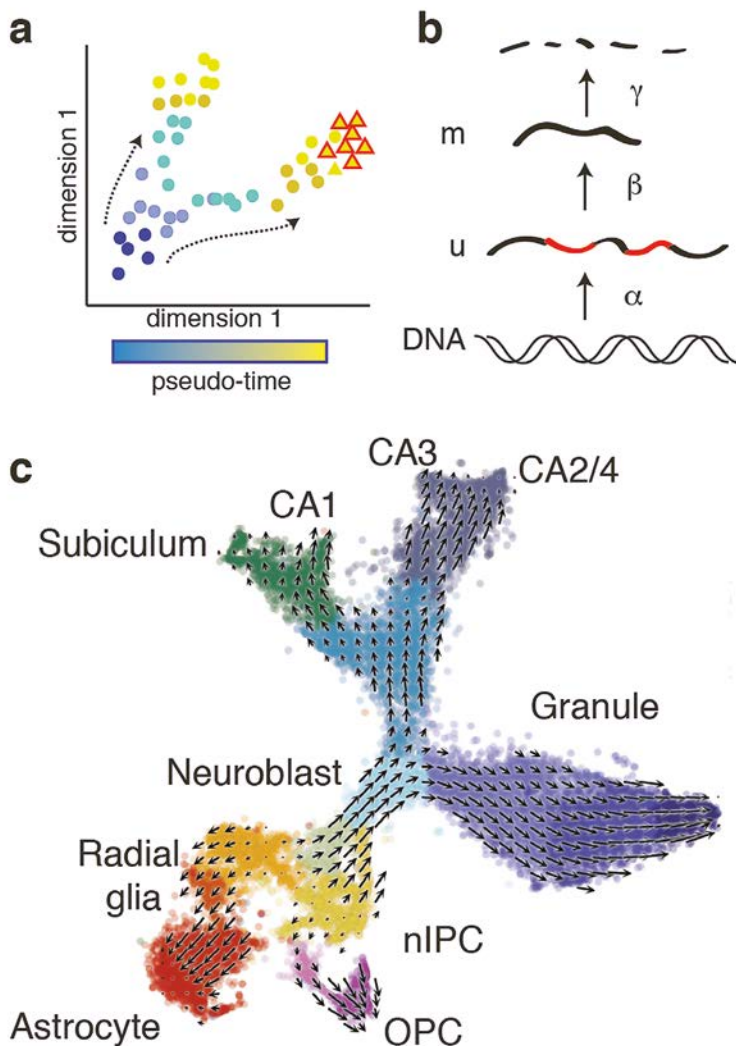 a
dimension 1
dimension 1
pseudo-time
b
γ
m
β
u
α
DNA
c
CA3
CA2/4
CA1
Subiculum
Granule
Neuroblast
Radial
glia
nIPC
Astrocyte
OPC